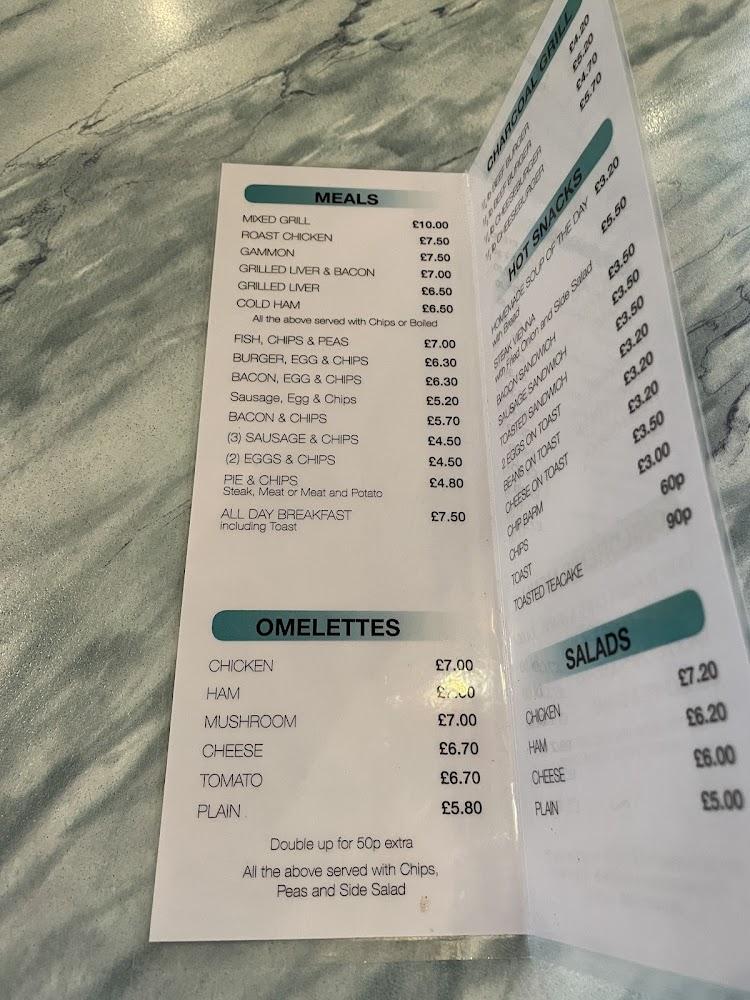 MEALS
MIXED GRILL £10.00
ROAST CHICKEN £7.50
GAMMON £7.50
GRILLED LIVER & BACON £7.00
GRILLED LIVER £6.50
COLD HAM £6.50
All the above served with Chips or Boiled
FISH, CHIPS & PEAS £7.00
BURGER, EGG & CHIPS £6.30
BACON, EGG & CHIPS £6.30
Sausage, Egg & Chips £5.20
BACON & CHIPS £5.70
(3) SAUSAGE & CHIPS £4.50
(2) EGGS & CHIPS £4.50
PIE & CHIPS £4.80
Steak, Meat or Meat and Potato
ALL DAY BREAKFAST £7.50
including Toast
OMELETTES
CHICKEN £7.00
HAM
MUSHROOM £7.00
CHEESE £6.70
TOMATO £6.70
PLAIN £5.80
Double up for 50p extra
All the above served with Chips,
Peas and Side Salad
CHARCOAL GRILL
BEEF BURGER £4.20
BEEF BURGER £5.20
CHEESEBURGER £4.70
CHEESEBURGER £5.70
HOT SNACKS
HOMEMADE SOUP OF THE DAY £3.20
with Bread
STEAK VIENNA £5.50
with Fried Onion and Side Salad
BACON SANDWICH £3.50
SAUSAGE SANDWICH £3.50
TOASTED SANDWICH £3.50
2 EGGS ON TOAST £3.20
BEANS ON TOAST £3.20
CHEESE ON TOAST £3.20
CHIP BARM £3.50
CHIPS £3.00
TOAST 60p
TOASTED TEACAKE 90p
SALADS
CHICKEN £7.20
HAM £6.20
CHEESE £6.00
PLAIN £5.00